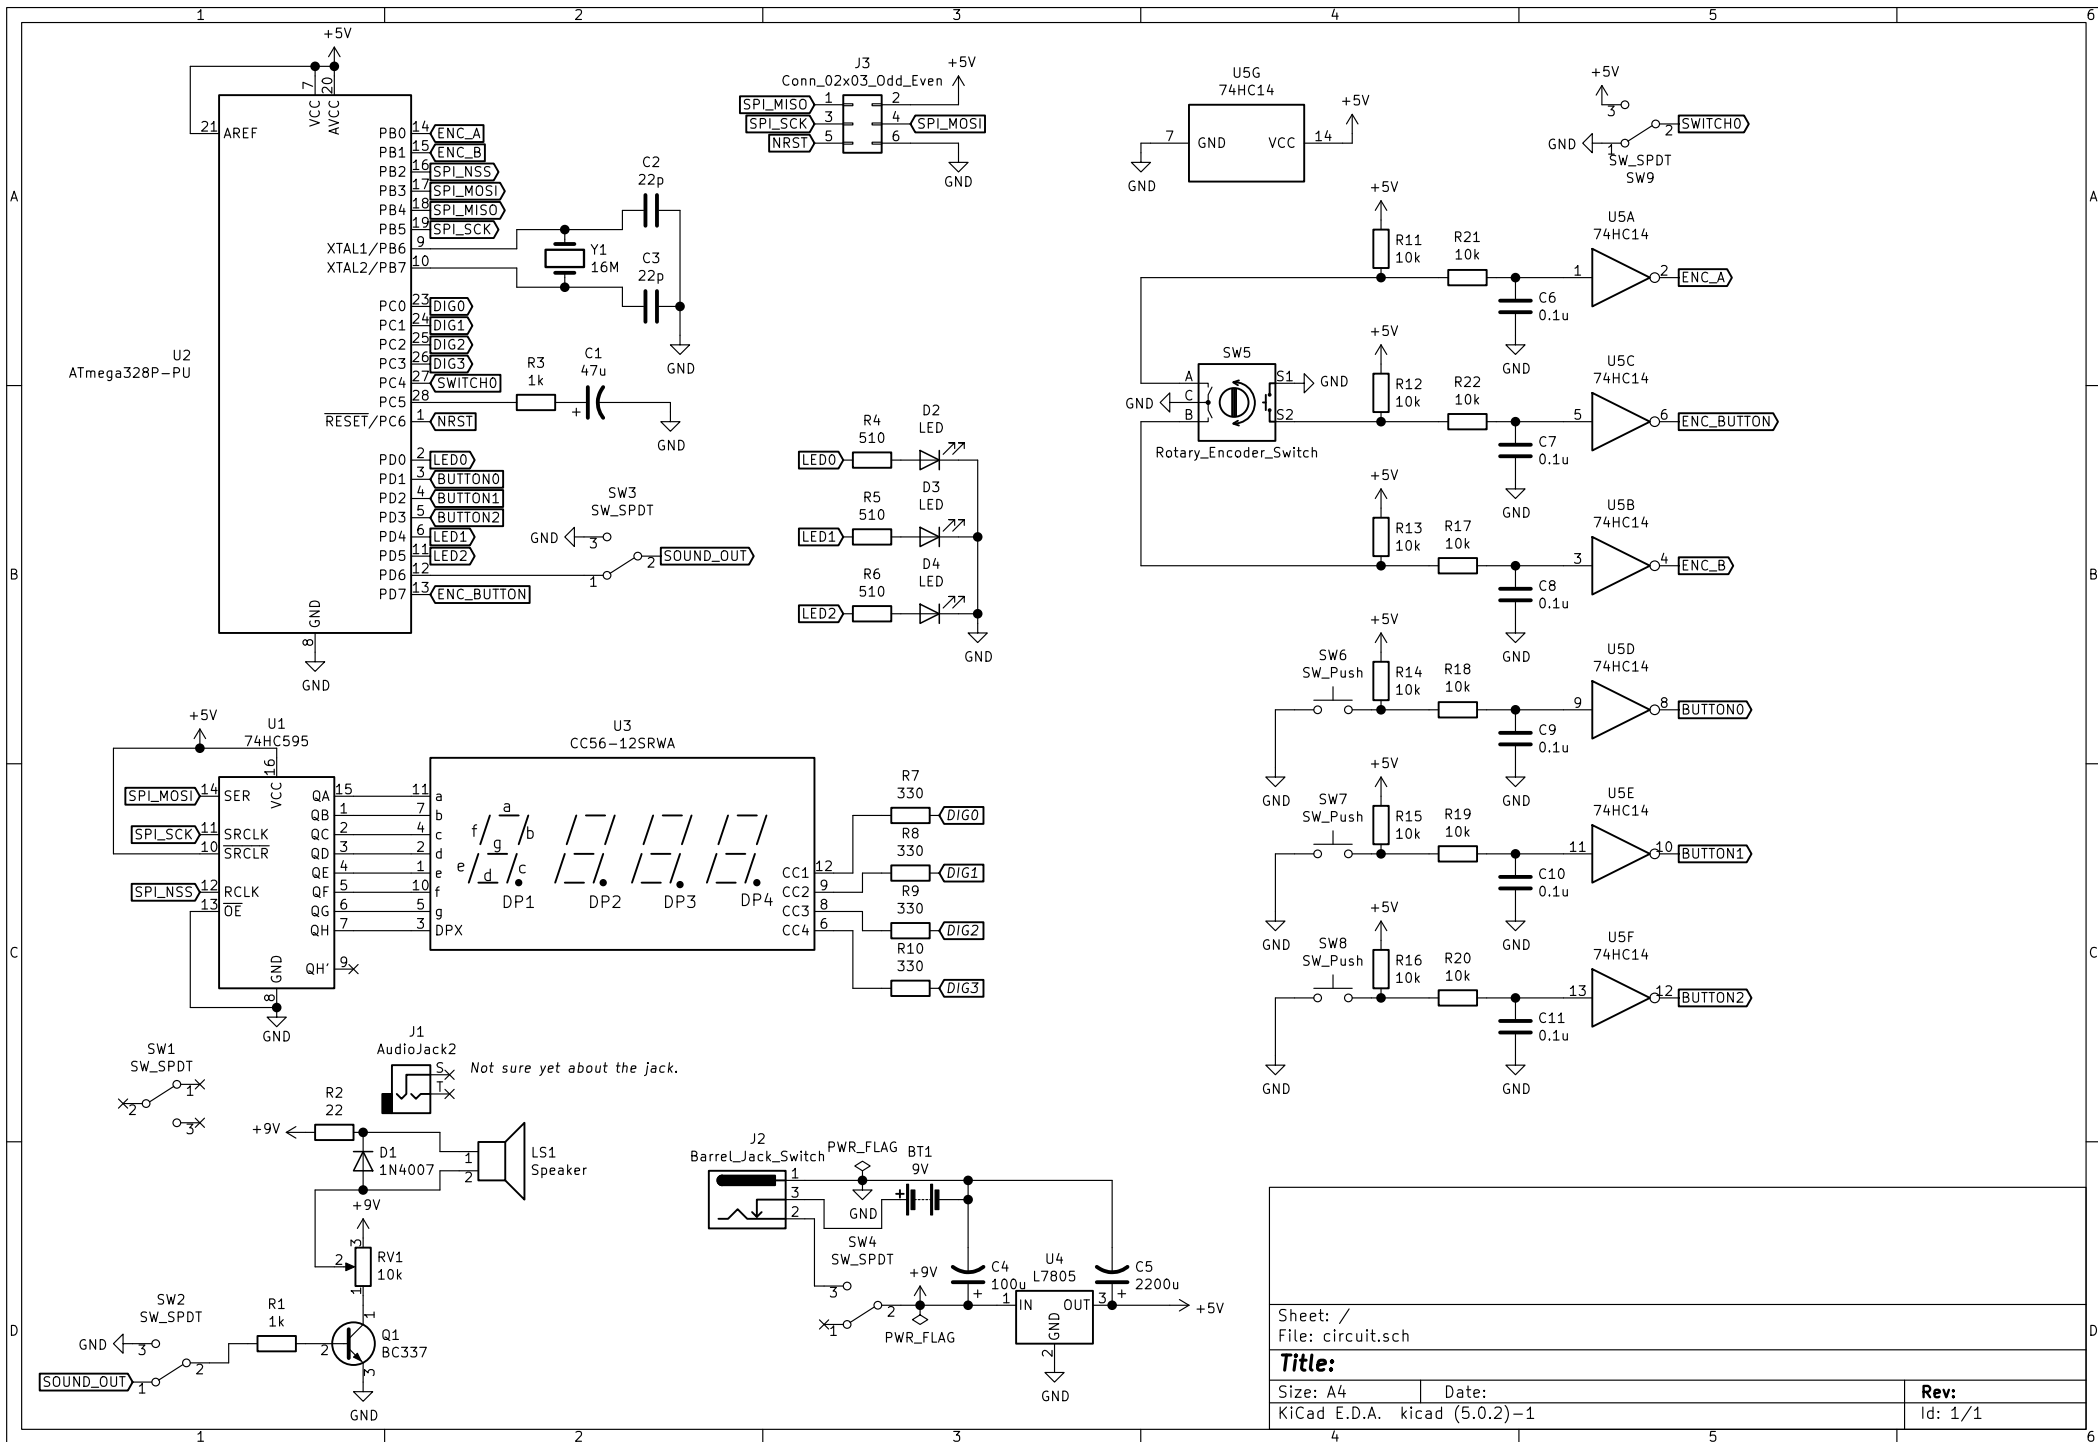 1 2 3 4 5 6
A
B
C
D
+5V
U2
ATmega328P-PU
7 VCC
20 AVCC
21 AREF
PB0 14 ENC_A
PB1 15 ENC_B
PB2 16 SPI_NSS
PB3 17 SPI_MOSI
PB4 18 SPI_MISO
PB5 19 SPI_SCK
XTAL1/PB6 9
XTAL2/PB7 10
PC0 23 DIG0
PC1 24 DIG1
PC2 25 DIG2
PC3 26 DIG3
PC4 27 SWITCH0
PC5 28
RESET/PC6 1 NRST
PD0 2 LED0
PD1 3 BUTTON0
PD2 4 BUTTON1
PD3 5 BUTTON2
PD4 6 LED1
PD5 11 LED2
PD6 12
PD7 13 ENC_BUTTON
GND
8
GND
Y1
16M
C2
22p
C3
22p
GND
R3
1k
C1
47u
+
GND
SW3
SW_SPDT
GND 3
2 SOUND_OUT
1
J3
Conn_02x03_Odd_Even
+5V
SPI_MISO 1 2
SPI_SCK 3 4 SPI_MOSI
NRST 5 6
GND
R4
510
D2
LED
LED0
R5
510
D3
LED
LED1
R6
510
D4
LED
LED2
GND
U5G
74HC14
+5V
7 GND VCC 14
GND
+5V
3
2 SWITCH0
GND 1
SW_SPDT
SW9
+5V
R11
10k
R21
10k
C6
0.1u
GND
U5A
74HC14
1 2 ENC_A
SW5
A S1 GND
GND C
B S2
Rotary_Encoder_Switch
+5V
R12
10k
R22
10k
C7
0.1u
GND
U5C
74HC14
5 6 ENC_BUTTON
+5V
R13
10k
R17
10k
C8
0.1u
GND
U5B
74HC14
3 4 ENC_B
SW6
SW_Push
GND
+5V
R14
10k
R18
10k
C9
0.1u
GND
U5D
74HC14
9 8 BUTTON0
SW7
SW_Push
GND
+5V
R15
10k
R19
10k
C10
0.1u
GND
U5E
74HC14
11 10 BUTTON1
SW8
SW_Push
GND
+5V
R16
10k
R20
10k
C11
0.1u
GND
U5F
74HC14
13 12 BUTTON2
+5V
U1
74HC595
16 VCC
SPI_MOSI 14 SER QA 15
QB 1
SPI_SCK 11 SRCLK QC 2
10 SRCLR QD 3
QE 4
SPI_NSS 12 RCLK QF 5
13 OE QG 6
QH 7
GND QH' 9
8
GND
U3
CC56-12SRWA
11 a
7 b
4 c
2 d
1 e
10 f
5 g
3 DPX
a
f b
g
e c
d
DP1 DP2 DP3 DP4
CC1 12
CC2 9
CC3 8
CC4 6
R7
330
DIG0
R8
330
DIG1
R9
330
DIG2
R10
330
DIG3
SW1
SW_SPDT
1
2
3
J1
AudioJack2
S
T
Not sure yet about the jack.
R2
22
+9V
D1
1N4007
1
2
LS1
Speaker
+9V
3
2
RV1
10k
1
SW2
SW_SPDT
GND 3
2
SOUND_OUT 1
R1
1k
1
2
Q1
BC337
3
GND
J2
Barrel_Jack_Switch
1
3
2
PWR_FLAG
GND
BT1
9V
+
SW4
SW_SPDT
3
2
1
+9V
PWR_FLAG
C4
100u
+
U4
L7805
1 IN OUT 3
GND
2
GND
C5
2200u
+
+5V
Sheet: /
File: circuit.sch
Title:
Size: A4 Date: Rev:
KiCad E.D.A. kicad (5.0.2)-1 Id: 1/1
1 2 3 4 5 6
A
B
C
D